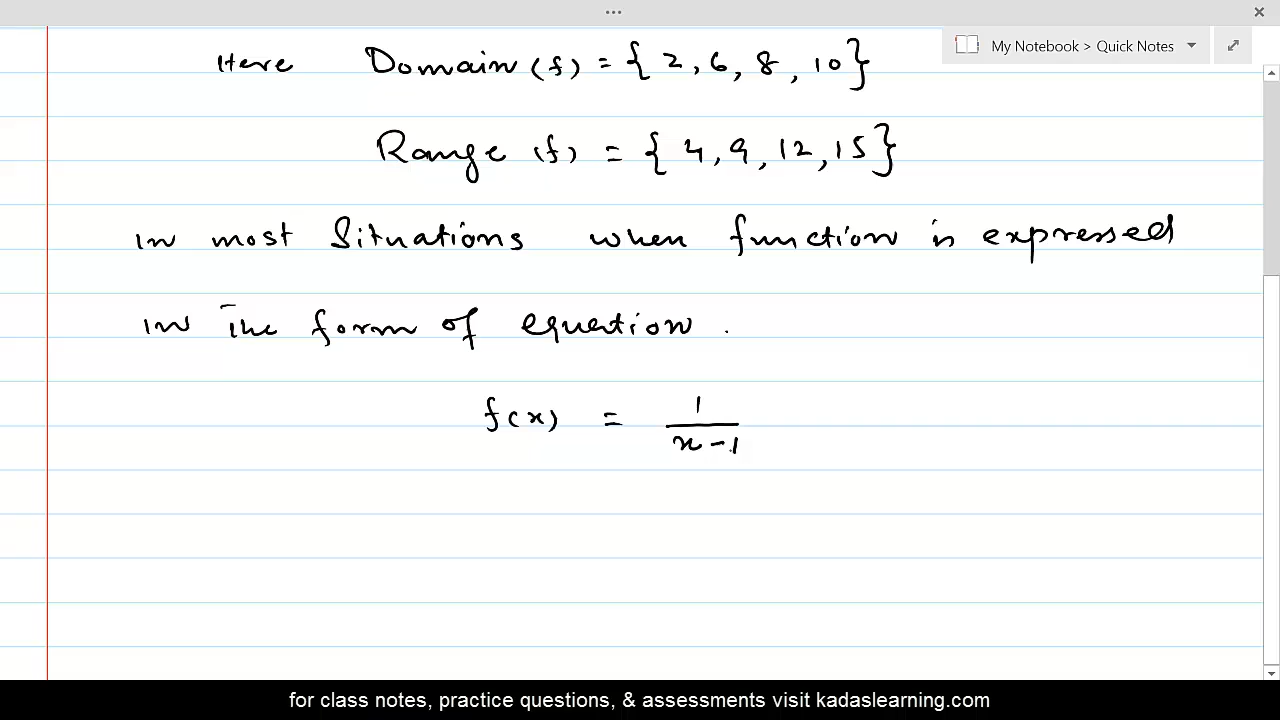 My Notebook > Quick Notes
Here Domain (f) = { 2, 6, 8, 10 }
Range (f) = { 4, 9, 12, 15 }
in most Situations when function is expressed
in The form of equation .
f(x) = 1/(x-1)
for class notes, practice questions, & assessments visit kadaslearning.com